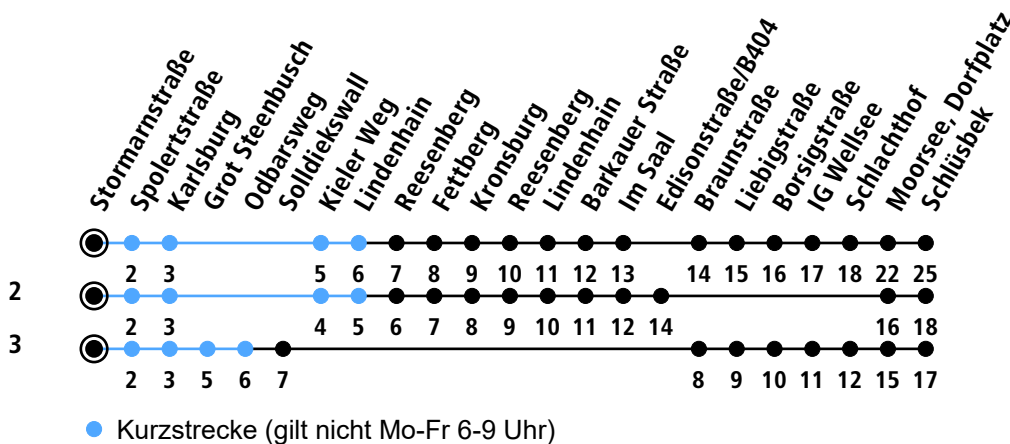 Stormarnstraße
Spolertstraße
Karlsburg
Grot Steenbusch
Odbarsweg
Solldiekswall
Kieler Weg
Lindenhain
Reesenberg
Fettberg
Kronsburg
Reesenberg
Lindenhain
Barkauer Straße
Im Saal
Edisonstraße/B404
Braunstraße
Liebigstraße
Borsigstraße
IG Wellsee
Schlachthof
Moorsee, Dorfplatz
Schlüsbek
2 3 5 6 7 8 9 10 11 12 13 14 15 16 17 18 22 25
2
2 3 4 5 6 7 8 9 10 11 12 14 16 18
3
2 3 5 6 7 8 9 10 11 12 15 17
Kurzstrecke (gilt nicht Mo-Fr 6-9 Uhr)